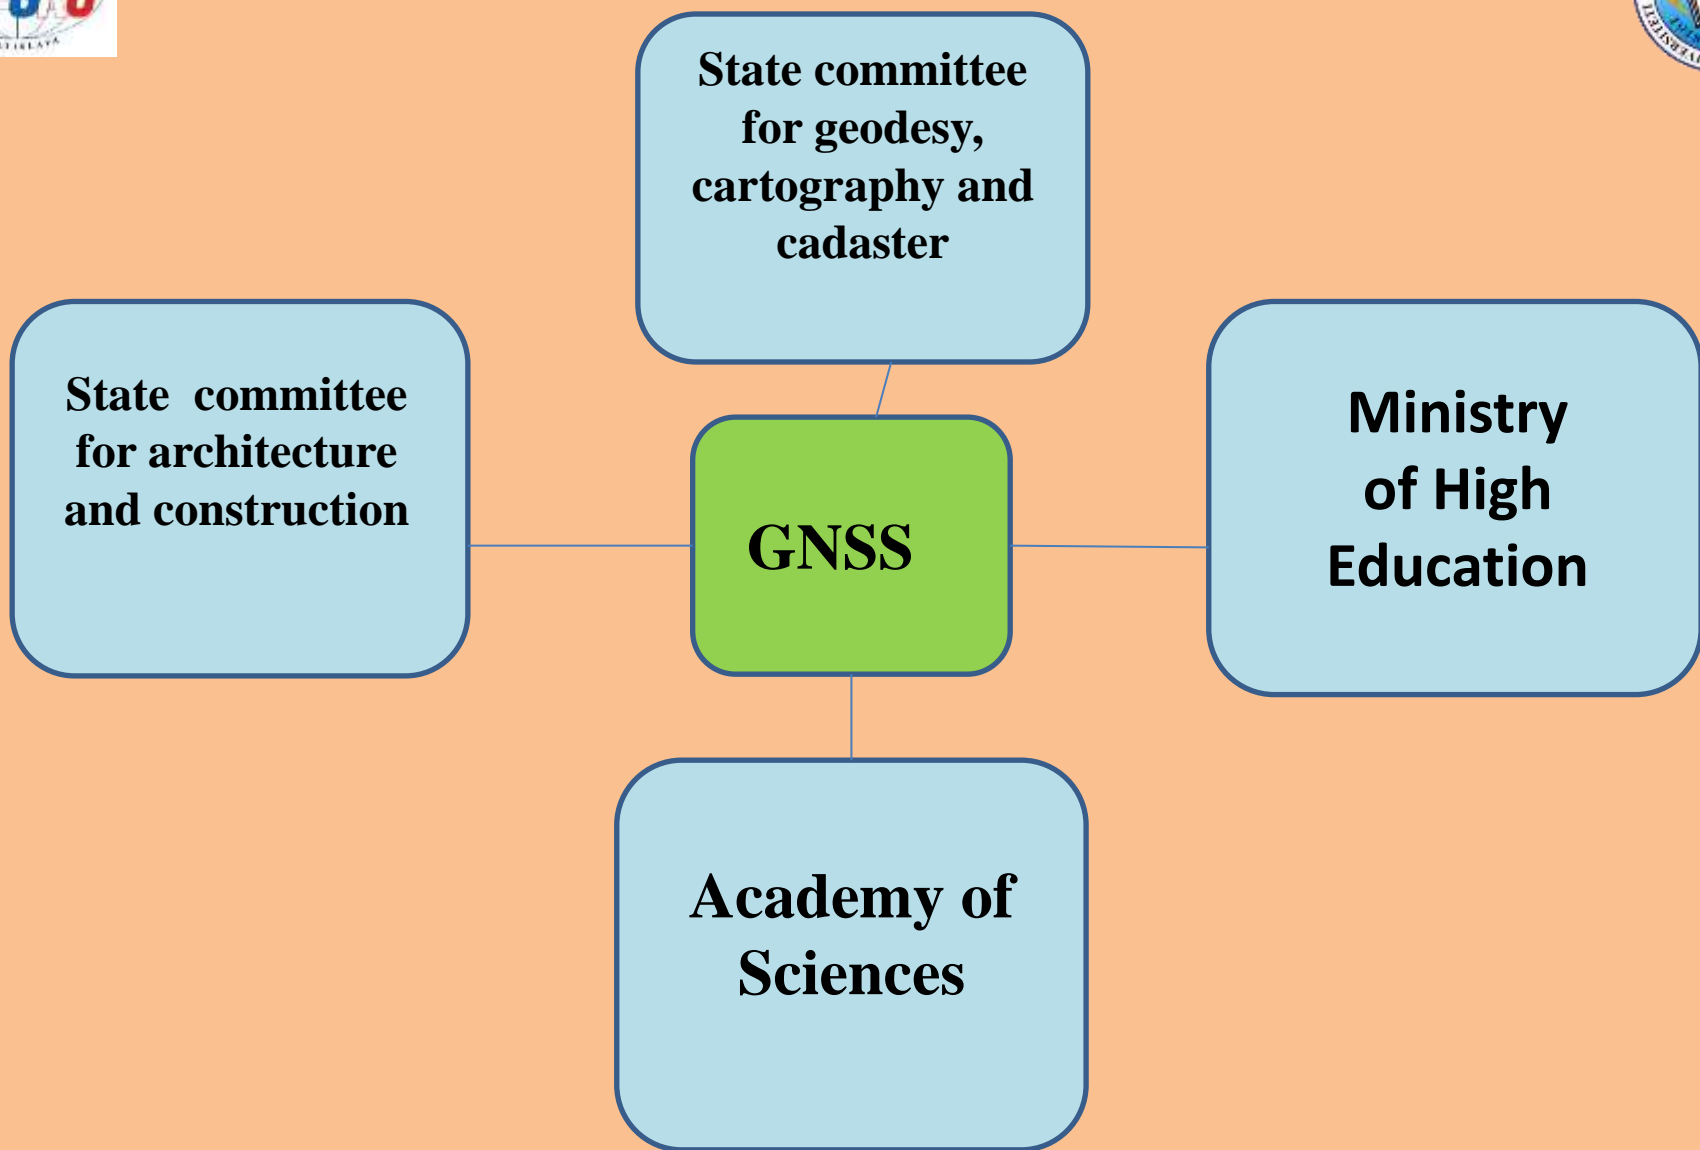 State committee
for geodesy,
cartography and
cadaster
State  committee
for architecture
and construction
GNSS
Ministry
of High
Education
Academy of
Sciences